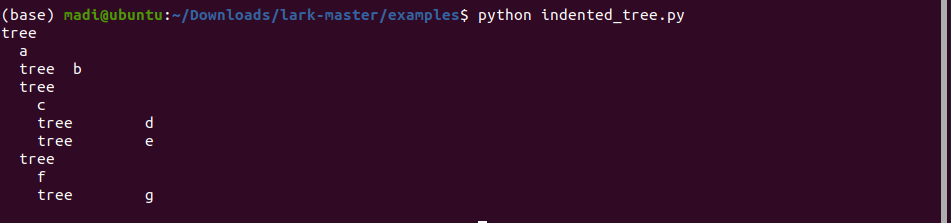 (base) madi@ubuntu:~/Downloads/lark-master/examples$ python indented_tree.py
tree
  a
  tree	b
  tree
    c
    tree	d
    tree	e
  tree
    f
    tree	g